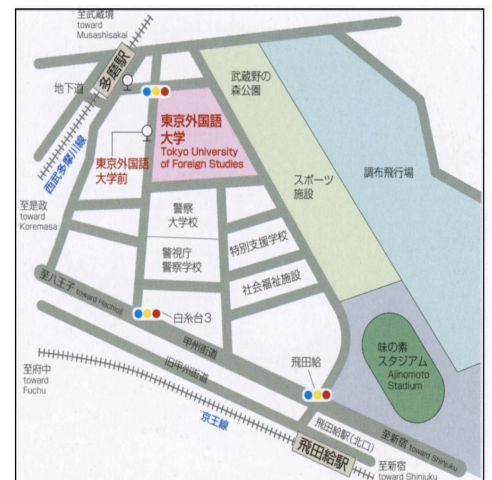 至武蔵境
toward
Musashisakai
多磨駅
地下道
西武多摩川線
武蔵野の
森公園
東京外国語
大学
Tokyo University
of Foreign Studies
東京外国語
大学前
調布飛行場
スポーツ
施設
至是政
toward
Koremasa
警察
大学校
特別支援学校
警視庁
警察学校
社会福祉施設
至八王子 toward Hachioji
白糸台3
甲州街道
旧甲州街道
飛田給
味の素
スタジアム
Ajinomoto
Stadium
至府中
toward
Fuchu
京王線
飛田給駅(北口)
飛田給駅
至新宿 toward Shinjuku
至新宿
toward Shinjuku